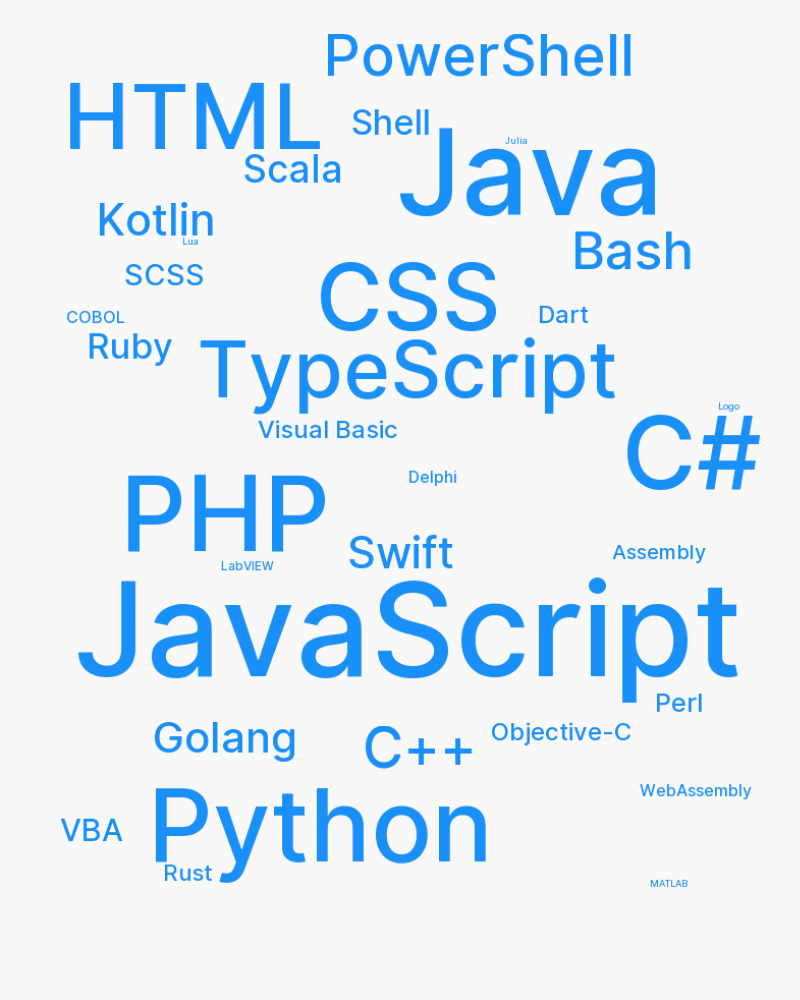 PowerShell
HTML
Shell
Julia
Java
Scala
Kotlin
Lua
Bash
SCSS
CSS
COBOL
Dart
Ruby
TypeScript
Logo
Visual Basic
C#
Delphi
PHP
Swift
Assembly
LabVIEW
JavaScript
Perl
Golang
C++
Objective-C
WebAssembly
VBA
Python
Rust
MATLAB